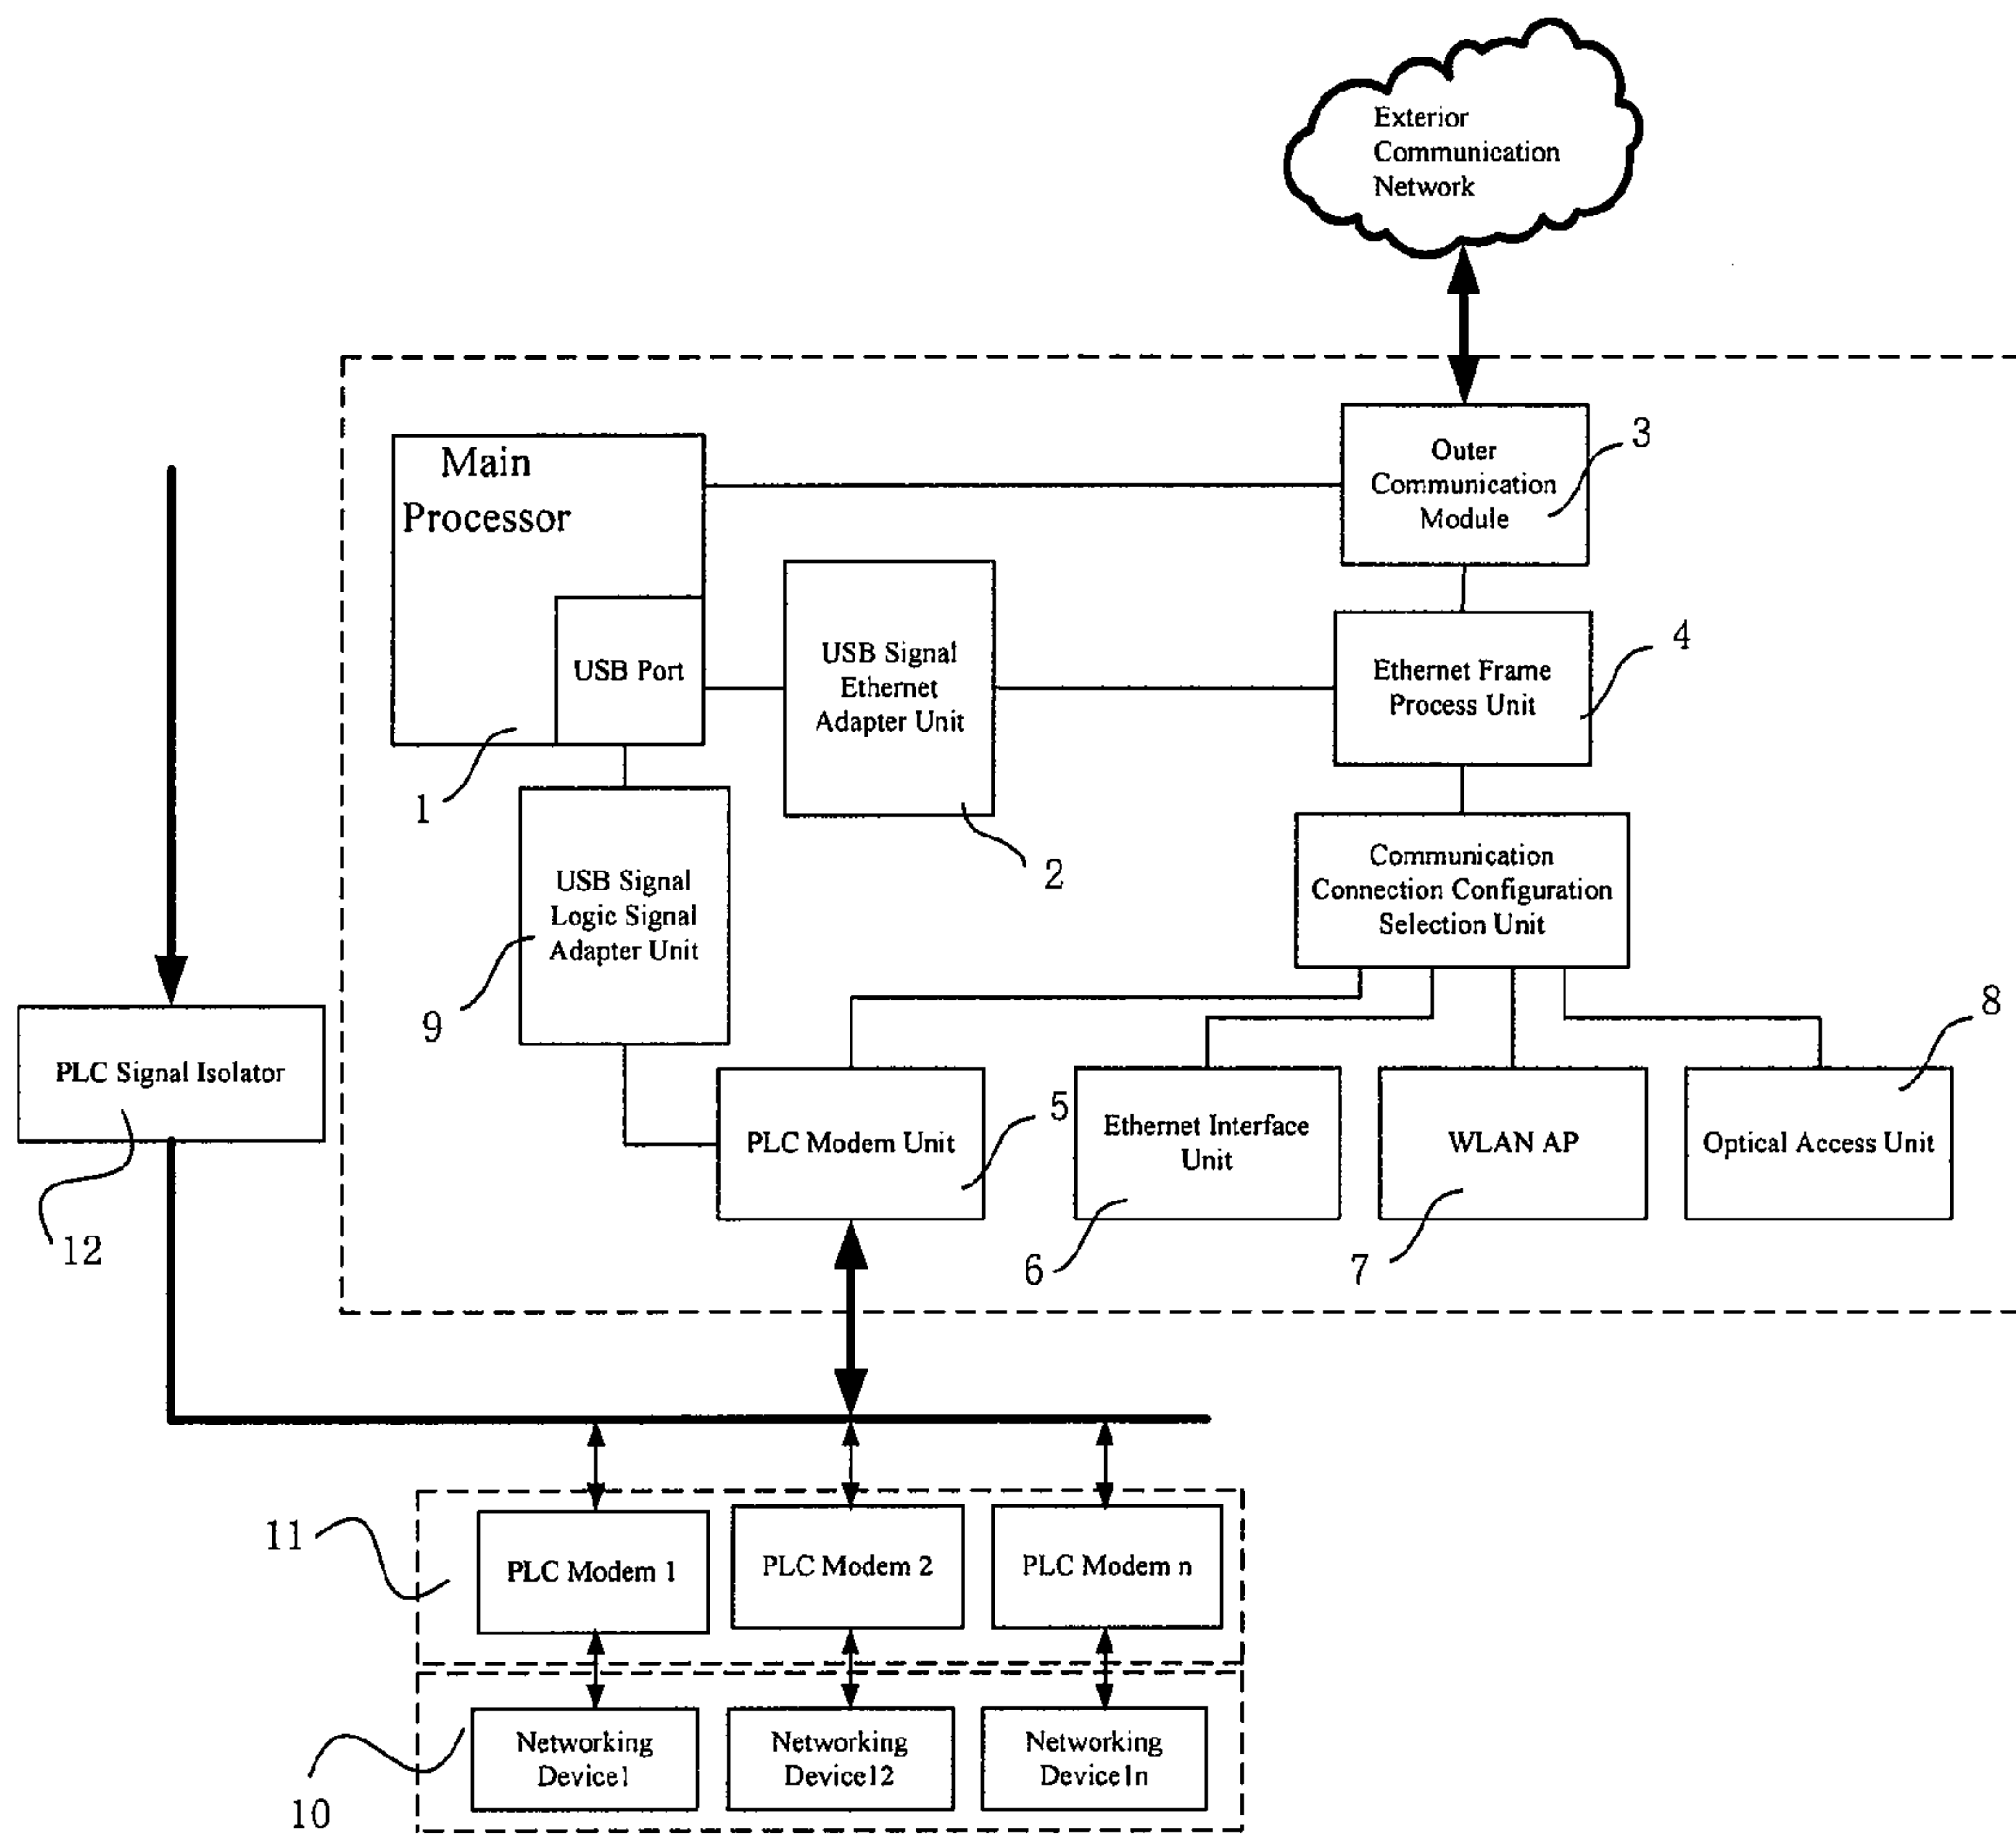 Exterior
Communication
Network
Main
Processor
Outer
Communication
Module
3
USB Port
USB Signal
Ethernet
Adapter Unit
Ethernet Frame
Process Unit
4
1
2
USB Signal
Logic Signal
Adapter Unit
9
Communication
Connection Configuration
Selection Unit
PLC Signal Isolator
12
PLC Modem Unit
5
Ethernet Interface
Unit
6
WLAN AP
7
Optical Access Unit
8
11
PLC Modem 1
PLC Modem 2
PLC Modem n
10
Networking
Device1
Networking
Device12
Networking
Device1n